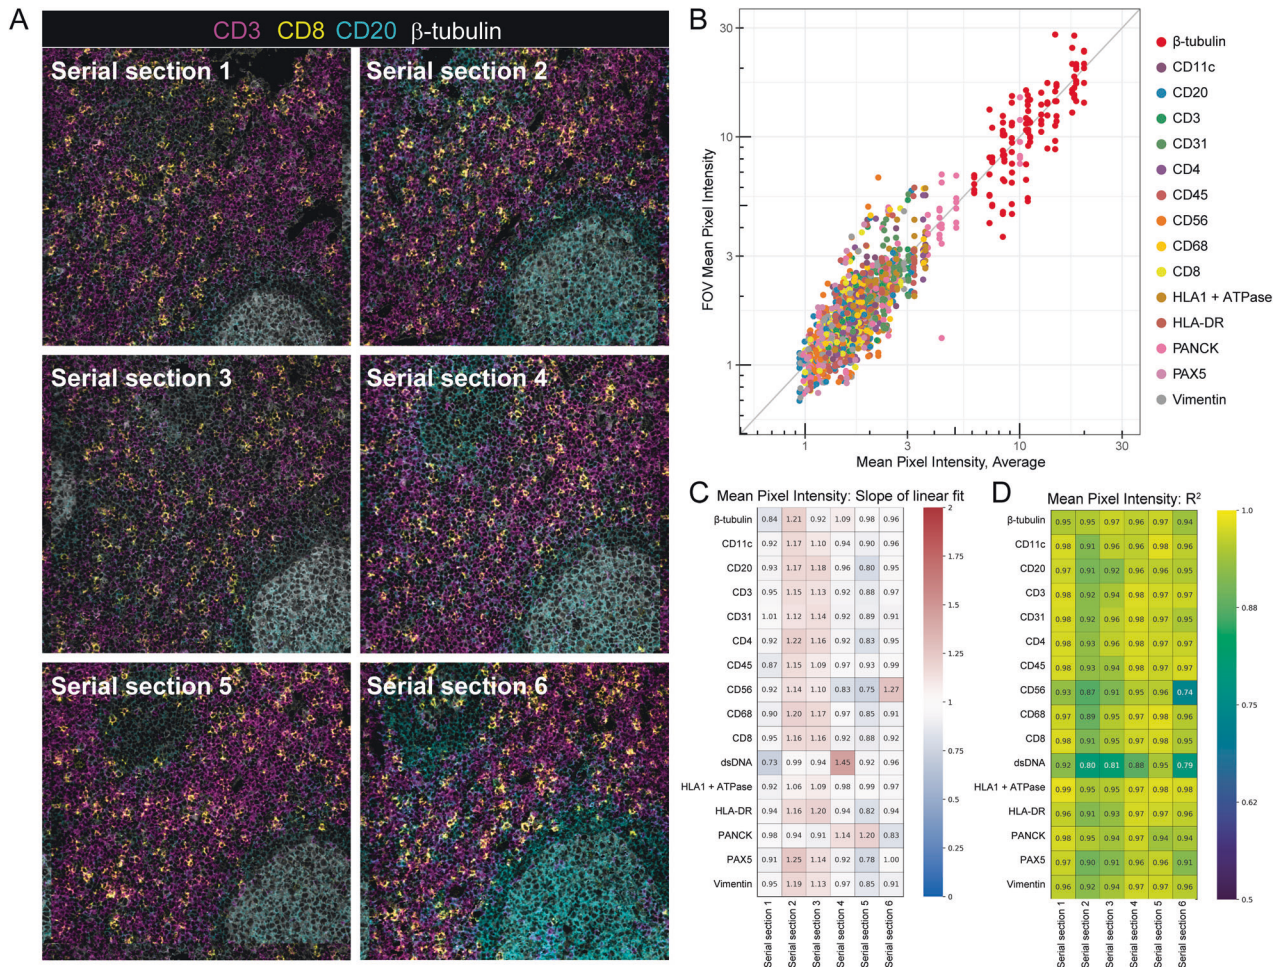 A
CD3 CD8 CD20 β-tubulin
Serial section 1
Serial section 2
Serial section 3
Serial section 4
Serial section 5
Serial section 6
B
FOV Mean Pixel Intensity
30
10
3
1
1 3 10 30
Mean Pixel Intensity, Average
β-tubulin
CD11c
CD20
CD3
CD31
CD4
CD45
CD56
CD68
CD8
HLA1 + ATPase
HLA-DR
PANCK
PAX5
Vimentin
C
Mean Pixel Intensity: Slope of linear fit
β-tubulin 0.84 1.21 0.92 1.09 0.98 0.96
CD11c 0.92 1.17 1.10 0.94 0.90 0.96
CD20 0.93 1.17 1.18 0.96 0.80 0.95
CD3 0.95 1.15 1.13 0.92 0.88 0.97
CD31 1.01 1.12 1.14 0.92 0.89 0.91
CD4 0.92 1.22 1.16 0.92 0.83 0.95
CD45 0.87 1.15 1.09 0.97 0.93 0.99
CD56 0.92 1.14 1.10 0.83 0.75 1.27
CD68 0.90 1.20 1.17 0.97 0.85 0.91
CD8 0.95 1.16 1.16 0.92 0.88 0.92
dsDNA 0.73 0.99 0.94 1.45 0.92 0.96
HLA1 + ATPase 0.92 1.06 1.09 0.98 0.99 0.97
HLA-DR 0.94 1.16 1.20 0.94 0.82 0.94
PANCK 0.98 0.94 0.91 1.14 1.20 0.83
PAX5 0.91 1.25 1.14 0.92 0.78 1.00
Vimentin 0.95 1.19 1.13 0.97 0.85 0.91
Serial section 1
Serial section 2
Serial section 3
Serial section 4
Serial section 5
Serial section 6
2
1.75
1.5
1.25
1
0.75
0.5
0.25
0
D
Mean Pixel Intensity: R²
β-tubulin 0.95 0.95 0.97 0.96 0.97 0.94
CD11c 0.98 0.91 0.96 0.96 0.98 0.96
CD20 0.97 0.91 0.92 0.96 0.96 0.95
CD3 0.98 0.92 0.94 0.98 0.97 0.97
CD31 0.98 0.92 0.96 0.98 0.97 0.95
CD4 0.98 0.93 0.96 0.98 0.97 0.97
CD45 0.98 0.93 0.94 0.98 0.97 0.97
CD56 0.93 0.87 0.91 0.95 0.96 0.74
CD68 0.97 0.89 0.95 0.97 0.98 0.96
CD8 0.98 0.91 0.95 0.97 0.98 0.95
dsDNA 0.92 0.80 0.81 0.88 0.95 0.79
HLA1 + ATPase 0.99 0.95 0.95 0.98 0.98 0.98
HLA-DR 0.96 0.91 0.93 0.97 0.97 0.96
PANCK 0.98 0.95 0.94 0.97 0.94 0.94
PAX5 0.97 0.90 0.91 0.96 0.96 0.91
Vimentin 0.96 0.92 0.94 0.97 0.97 0.96
Serial section 1
Serial section 2
Serial section 3
Serial section 4
Serial section 5
Serial section 6
1.0
0.88
0.75
0.62
0.5